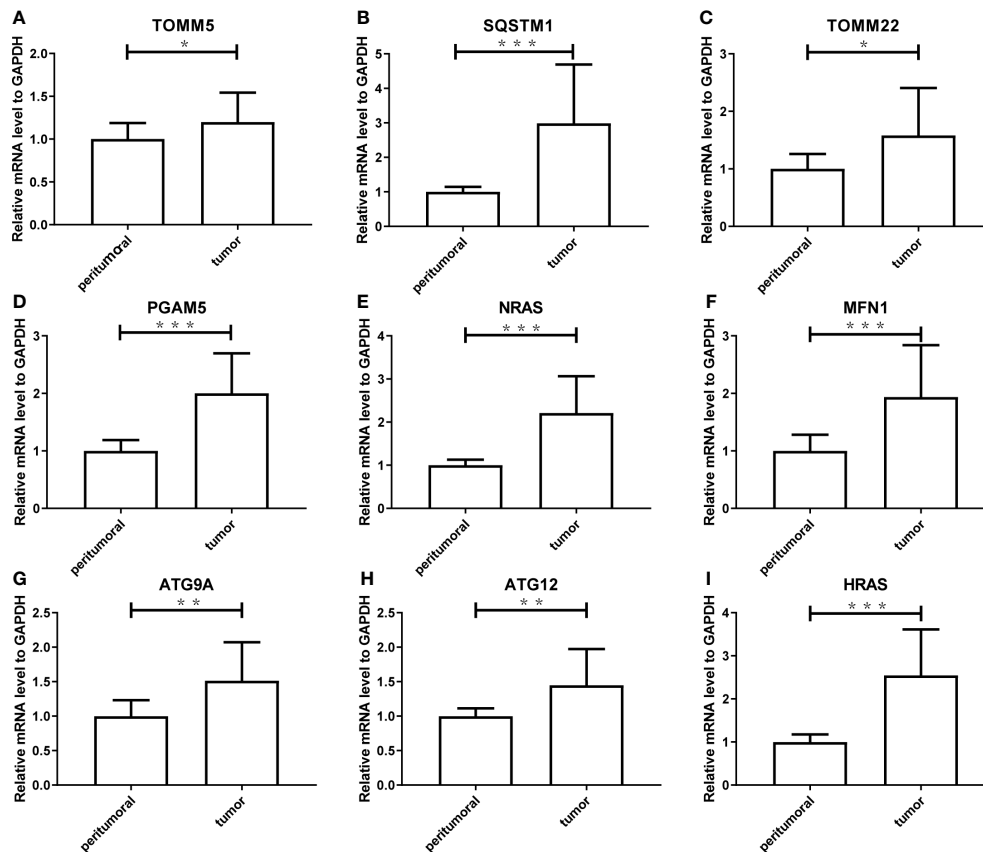 A
TOMM5
*
Relative mRNA level to GAPDH
2.0
1.5
1.0
0.5
0.0
peritumɑral
tumor
B
SQSTM1
* * *
Relative mRNA level to GAPDH
5
4
3
2
1
0
peritumoral
tumor
C
TOMM22
*
Relative mRNA level to GAPDH
3
2
1
0
peritumoral
tumor
D
PGAM5
* * *
Relative mRNA level to GAPDH
3
2
1
0
peritumoral
tumor
E
NRAS
* * *
Relative mRNA level to GAPDH
4
3
2
1
0
peritumoral
tumor
F
MFN1
* * *
Relative mRNA level to GAPDH
3
2
1
0
peritumoral
tumor
G
ATG9A
* *
Relative mRNA level to GAPDH
2.5
2.0
1.5
1.0
0.5
0.0
peritumoral
tumor
H
ATG12
* *
Relative mRNA level to GAPDH
2.5
2.0
1.5
1.0
0.5
0.0
peritumoral
tumor
I
HRAS
* * *
Relative mRNA level to GAPDH
4
3
2
1
0
peritumoral
tumor